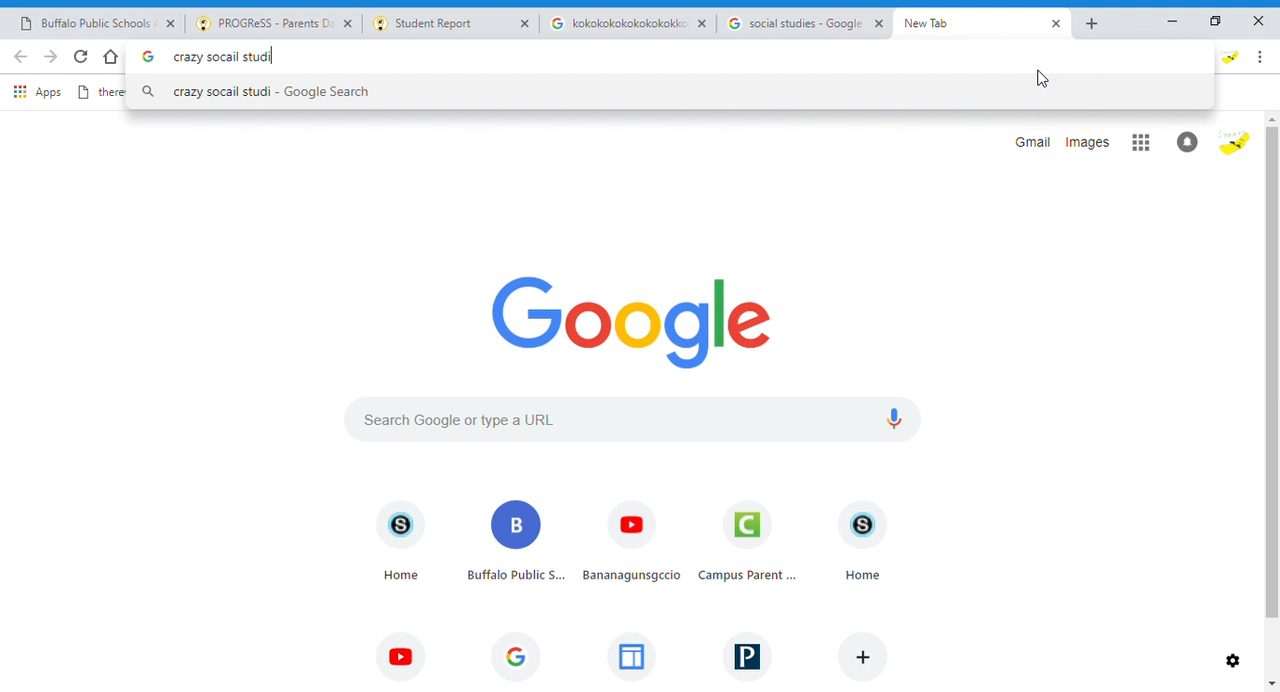 Buffalo Public Schools
PROGReSS - Parents Da
Student Report
kokokokokokokokokko
social studies - Google
New Tab
crazy socail studi
Apps
there
crazy socail studi - Google Search
Gmail
Images
Google
Search Google or type a URL
Home
Buffalo Public S...
Bananagunsgccio
Campus Parent ...
Home